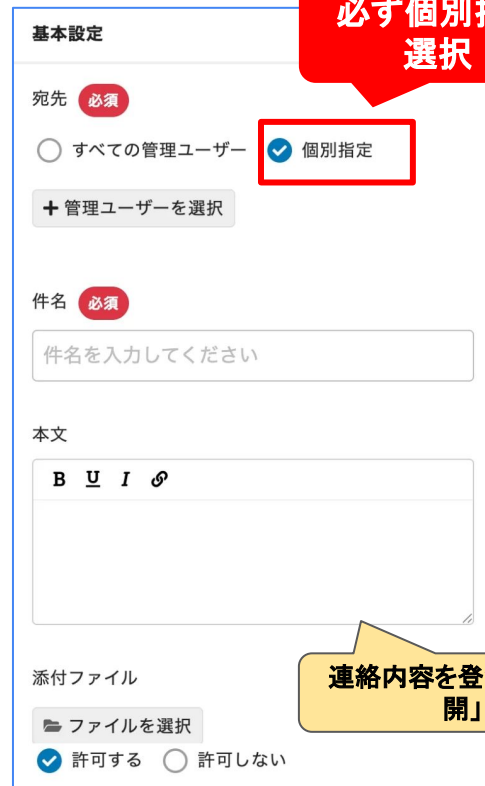 必ず個別指
選択
基本設定
宛先 必須
すべての管理ユーザー 個別指定
+ 管理ユーザーを選択
件名 必須
件名を入力してください
本文
B U I
添付ファイル
連絡内容を登
開」
ファイルを選択
許可する 許可しない